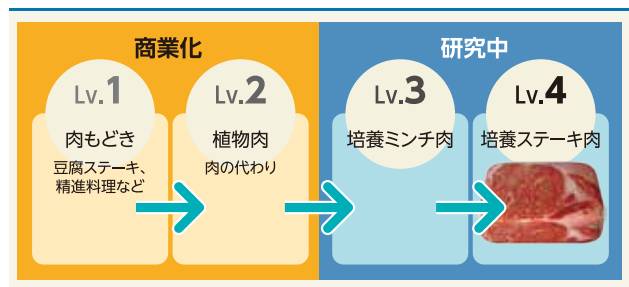 商業化
研究中
Lv.1
肉もどき
豆腐ステーキ、
精進料理など
Lv.2
植物肉
肉の代わり
Lv.3
培養ミンチ肉
Lv.4
培養ステーキ肉